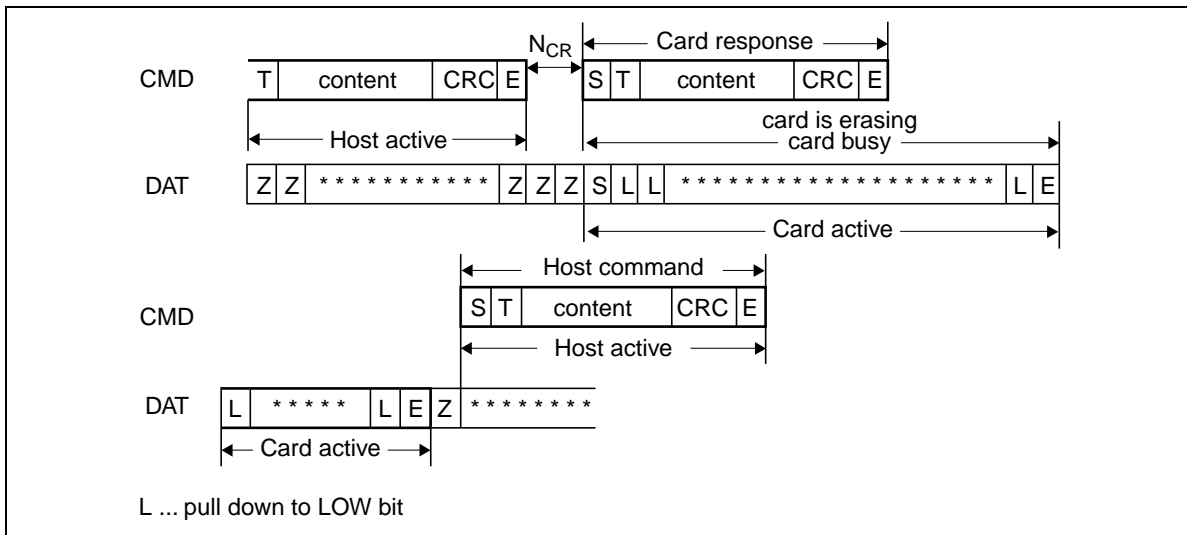 N_CR Card response
CMD T content CRC E S T content CRC E
Host active card is erasing
card busy
DAT Z Z * * * * * * * * * * * Z Z Z S L L * * * * * * * * * * * * * * * * * * * * L E
Card active
Host command
CMD S T content CRC E
Host active
DAT L * * * * * L E Z * * * * * * * *
Card active
L ... pull down to LOW bit